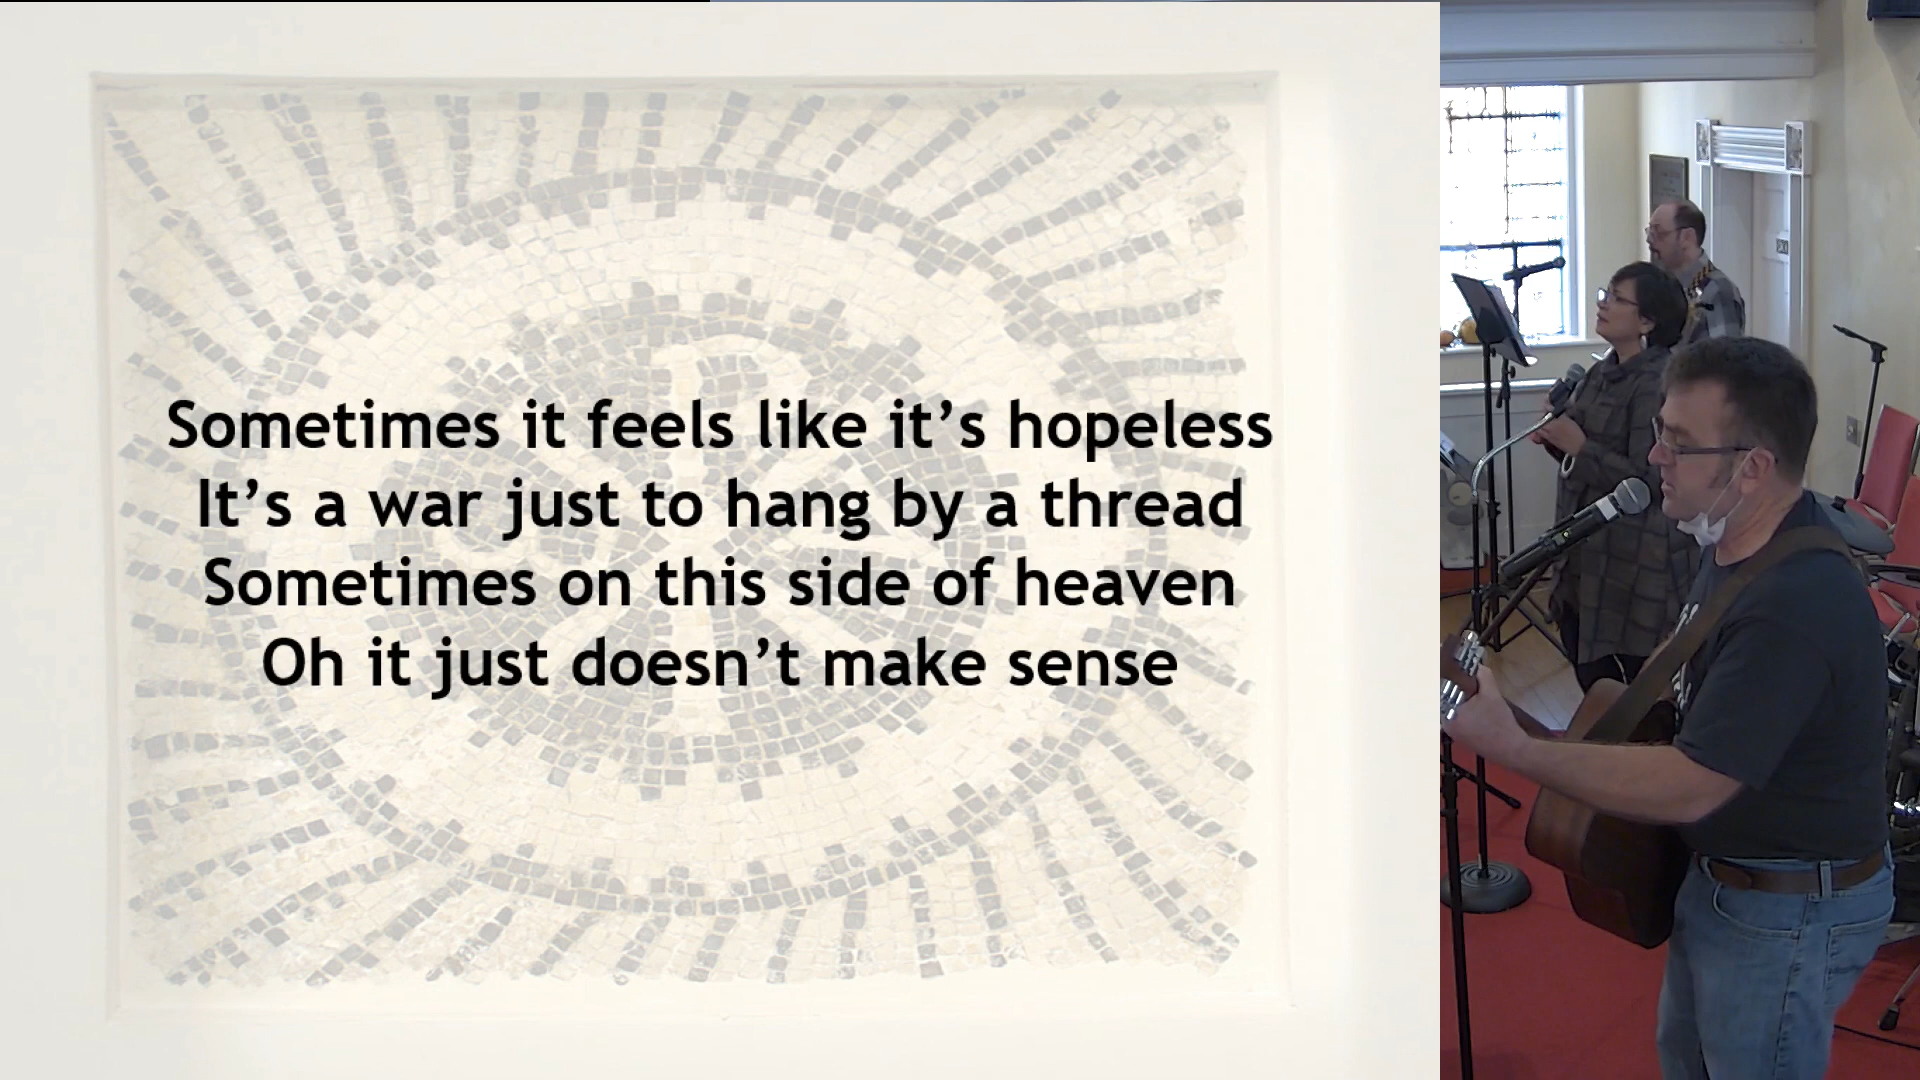 Sometimes it feels like it’s hopeless
It’s a war just to hang by a thread
Sometimes on this side of heaven
Oh it just doesn’t make sense